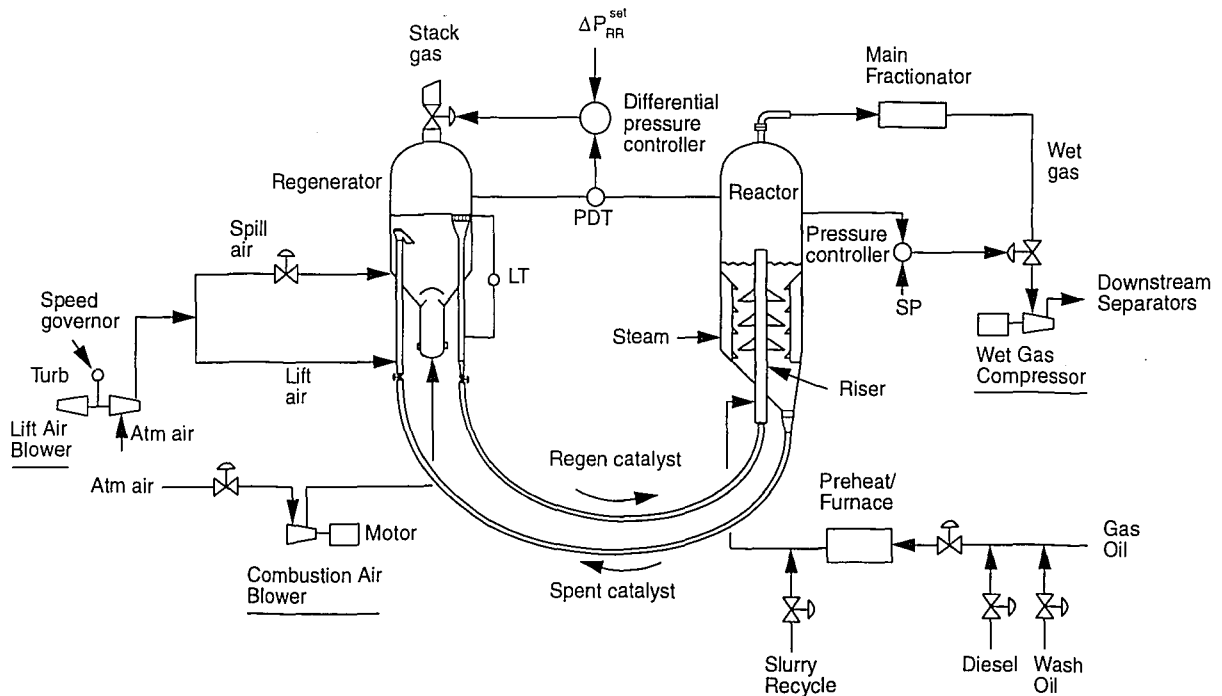 Stack
gas
ΔP_RR^set
Differential
pressure
controller
Main
Fractionator
Wet
gas
Regenerator
PDT
Reactor
Pressure
controller
SP
Spill
air
LT
Downstream
Separators
Wet Gas
Compressor
Speed
governor
Turb
Lift Air
Blower
Atm air
Lift
air
Steam
Riser
Regen catalyst
Atm air
Motor
Combustion Air
Blower
Spent catalyst
Preheat/
Furnace
Gas
Oil
Slurry
Recycle
Diesel
Wash
Oil